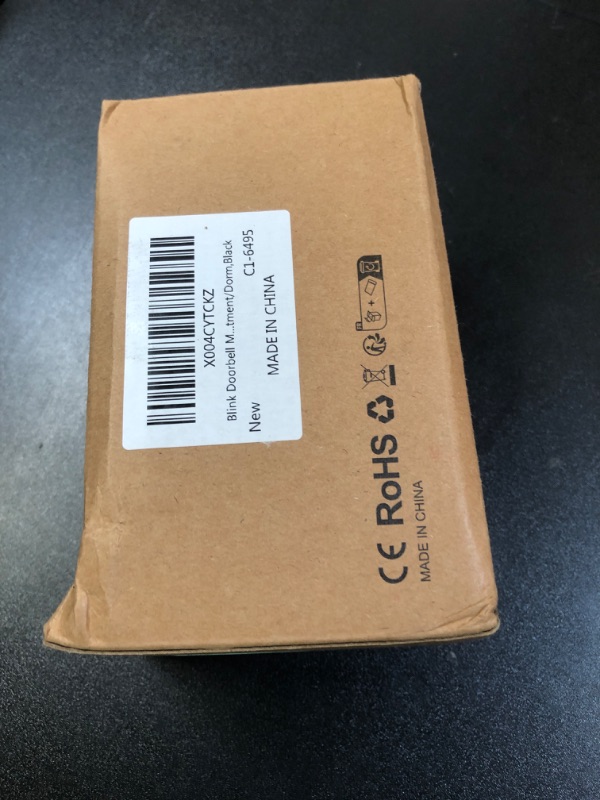 X004CYTCKZ
Blink Doorbell M...tment/Dorm,Black
New C1-6495
MADE IN CHINA
CE RoHS
MADE IN CHINA